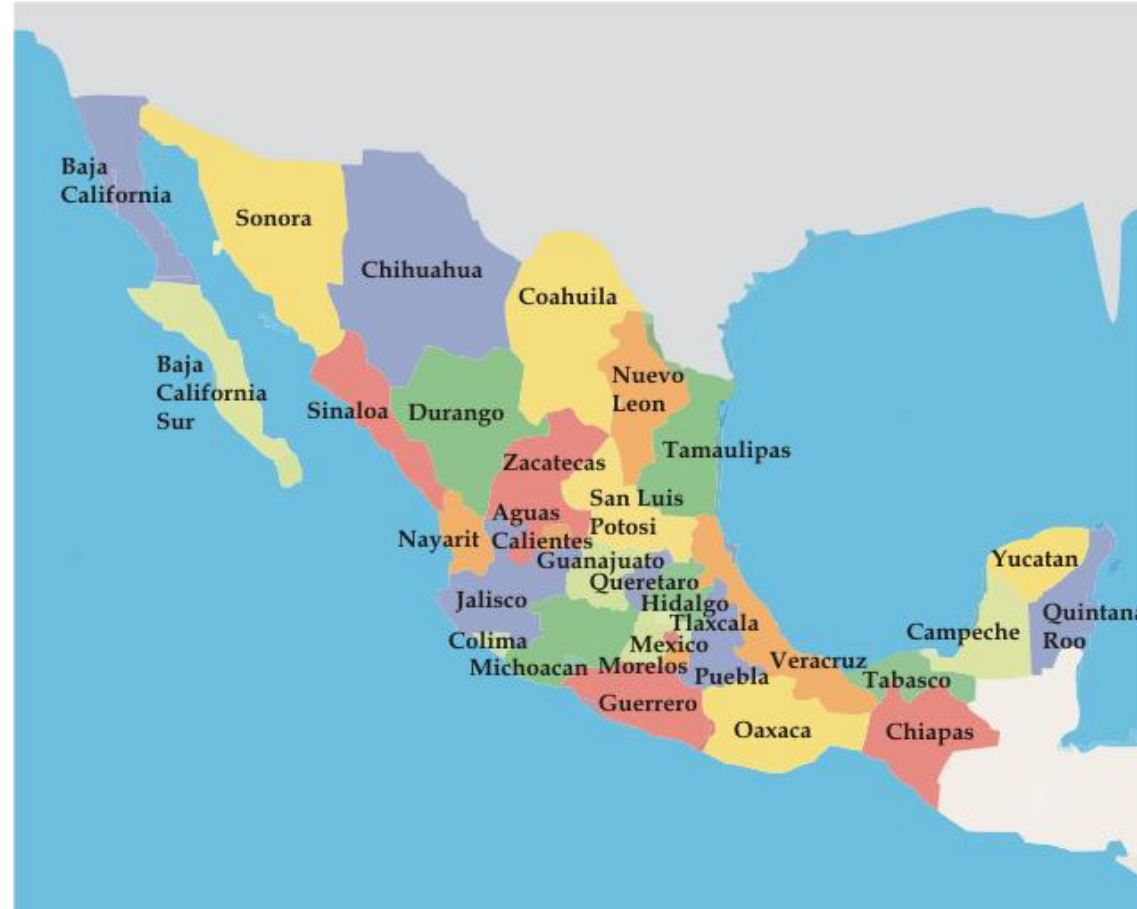 Baja
California
Sonora
Chihuahua
Coahuila
Baja
California
Sur
Sinaloa
Durango
Nuevo
Leon
Tamaulipas
Zacatecas
San Luis
Potosi
Aguas
Calientes
Nayarit
Guanajuato
Queretaro
Jalisco
Hidalgo
Tlaxcala
Colima
Mexico
Michoacan
Morelos
Puebla
Veracruz
Guerrero
Oaxaca
Yucatan
Quintana
Roo
Campeche
Tabasco
Chiapas